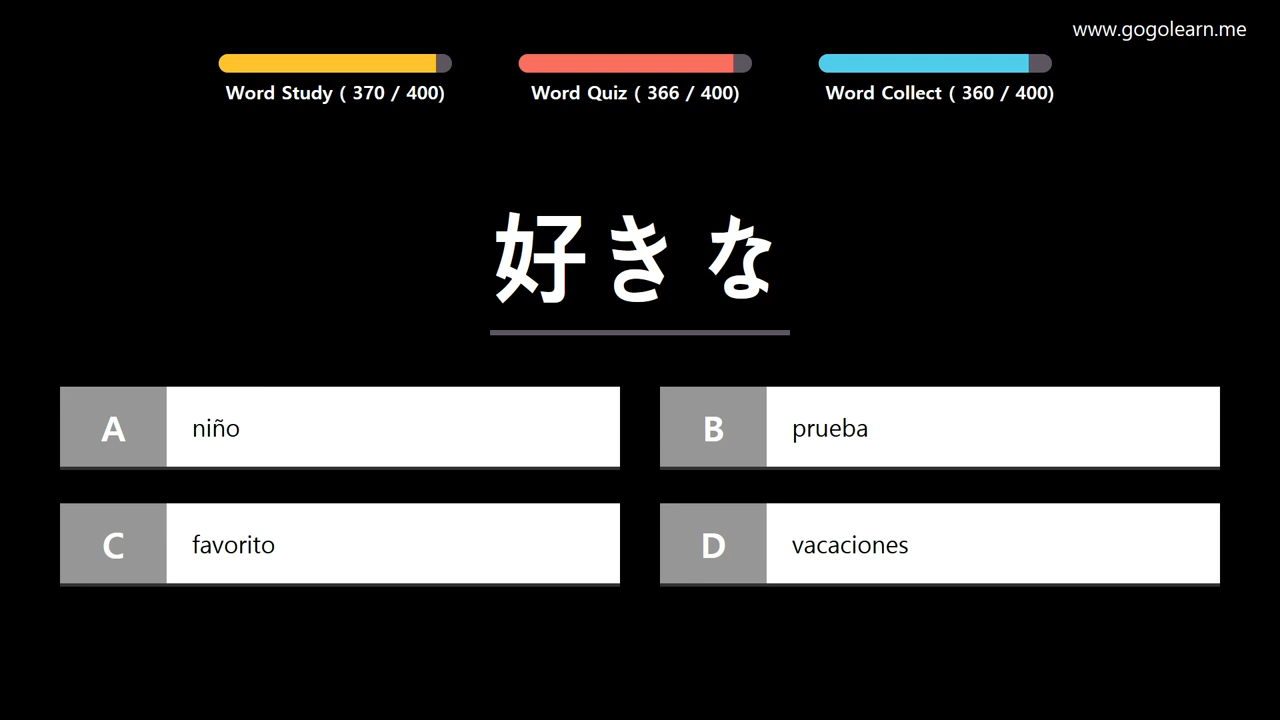 www.gogolearn.me
Word Study ( 370 / 400)
Word Quiz ( 366 / 400)
Word Collect ( 360 / 400)
好きな
A niño
B prueba
C favorito
D vacaciones